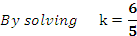 By solving k = 6/5